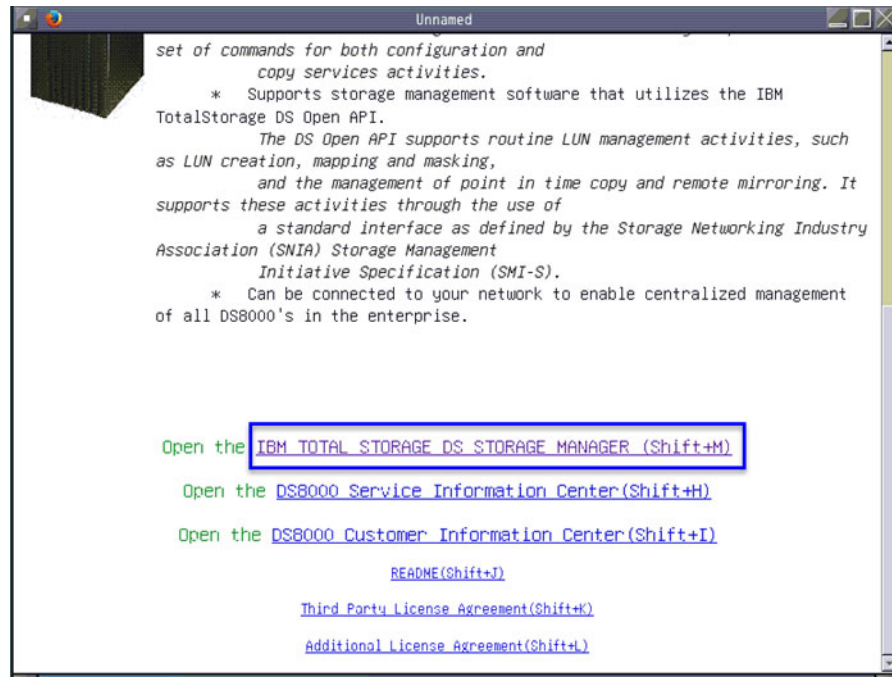 Unnamed
set of commands for both configuration and
copy services activities.
* Supports storage management software that utilizes the IBM
TotalStorage DS Open API.
The DS Open API supports routine LUN management activities, such
as LUN creation, mapping and masking,
and the management of point in time copy and remote mirroring. It
supports these activities through the use of
a standard interface as defined by the Storage Networking Industry
Association (SNIA) Storage Management
Initiative Specification (SMI-S).
* Can be connected to your network to enable centralized management
of all DS8000's in the enterprise.
Open the IBM TOTAL STORAGE DS STORAGE MANAGER (Shift+M)
Open the DS8000 Service Information Center(Shift+H)
Open the DS8000 Customer Information Center(Shift+I)
README(Shift+J)
Third Party License Agreement(Shift+K)
Additional License Agreement(Shift+L)